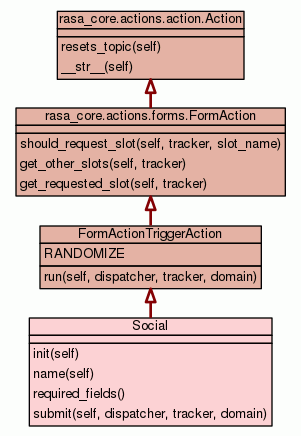 rasa_core.actions.action.Action
resets_topic(self)
__str__(self)
rasa_core.actions.forms.FormAction
should_request_slot(self, tracker, slot_name)
get_other_slots(self, tracker)
get_requested_slot(self, tracker)
FormActionTriggerAction
RANDOMIZE
run(self, dispatcher, tracker, domain)
Social
init(self)
name(self)
required_fields()
submit(self, dispatcher, tracker, domain)